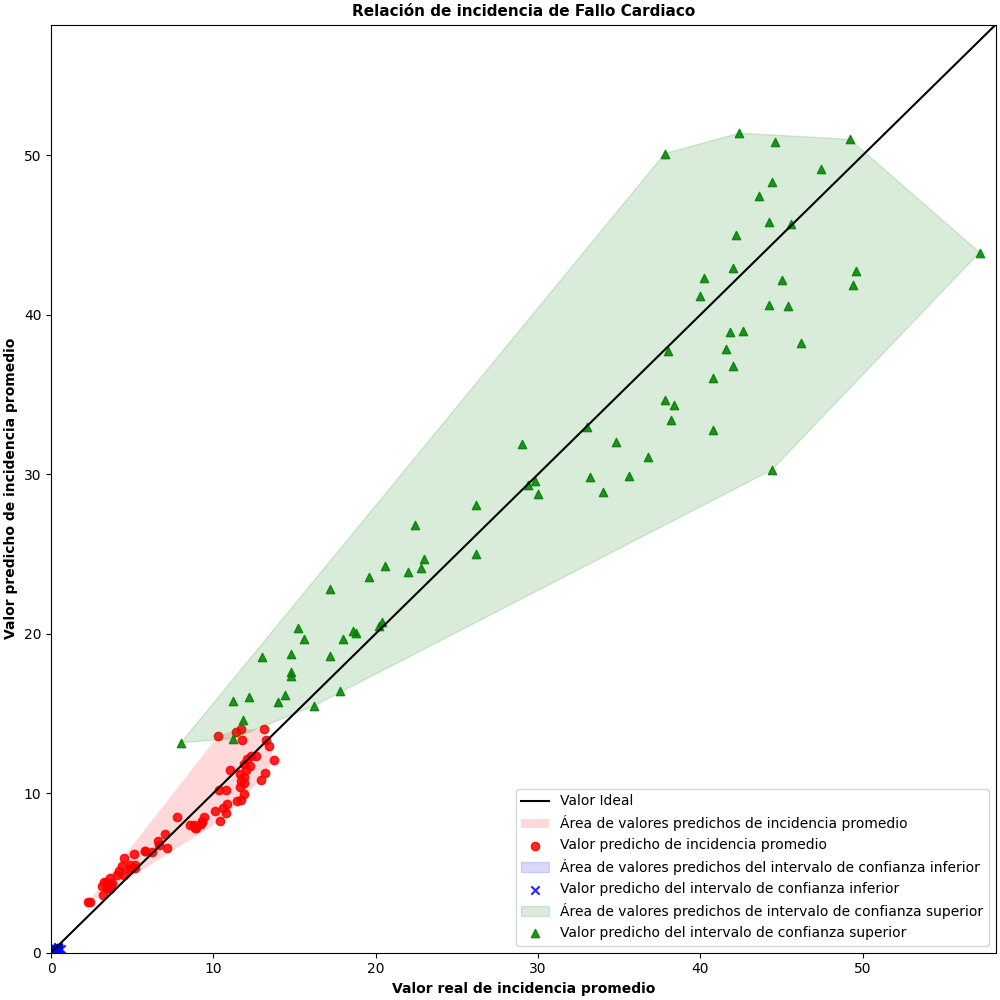 Relación de incidencia de Fallo Cardiaco
Valor predicho de incidencia promedio
50
40
30
20
10
0
0 10 20 30 40 50
Valor real de incidencia promedio
Valor Ideal
Área de valores predichos de incidencia promedio
Valor predicho de incidencia promedio
Área de valores predichos del intervalo de confianza inferior
Valor predicho del intervalo de confianza inferior
Área de valores predichos de intervalo de confianza superior
Valor predicho del intervalo de confianza superior